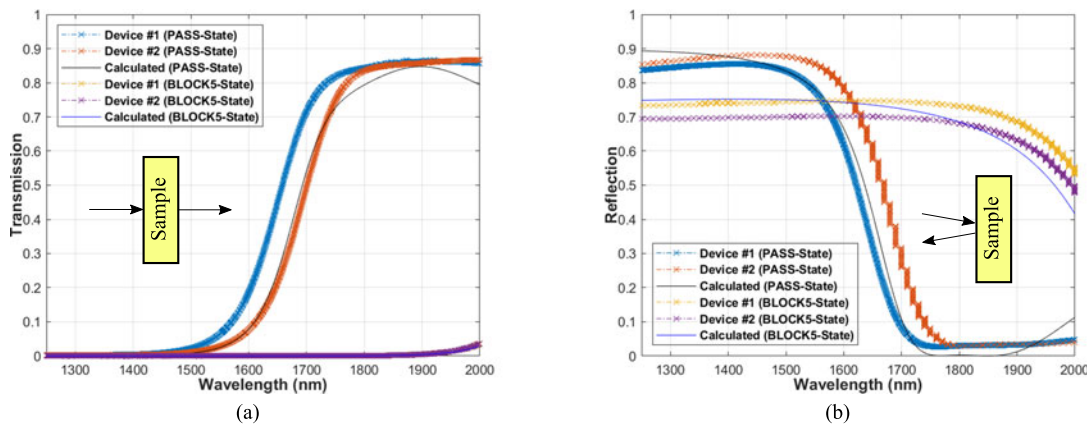 1
0.9
0.8
0.7
0.6
0.5
0.4
0.3
0.2
0.1
0
Transmission
Device #1 (PASS-State)
Device #2 (PASS-State)
Calculated (PASS-State)
Device #1 (BLOCK5-State)
Device #2 (BLOCK5-State)
Calculated (BLOCK5-State)
Sample
1300 1400 1500 1600 1700 1800 1900 2000
Wavelength (nm)
(a)
1
0.9
0.8
0.7
0.6
0.5
0.4
0.3
0.2
0.1
0
Reflection
Sample
Device #1 (PASS-State)
Device #2 (PASS-State)
Calculated (PASS-State)
Device #1 (BLOCK5-State)
Device #2 (BLOCK5-State)
Calculated (BLOCK5-State)
1300 1400 1500 1600 1700 1800 1900 2000
Wavelength (nm)
(b)